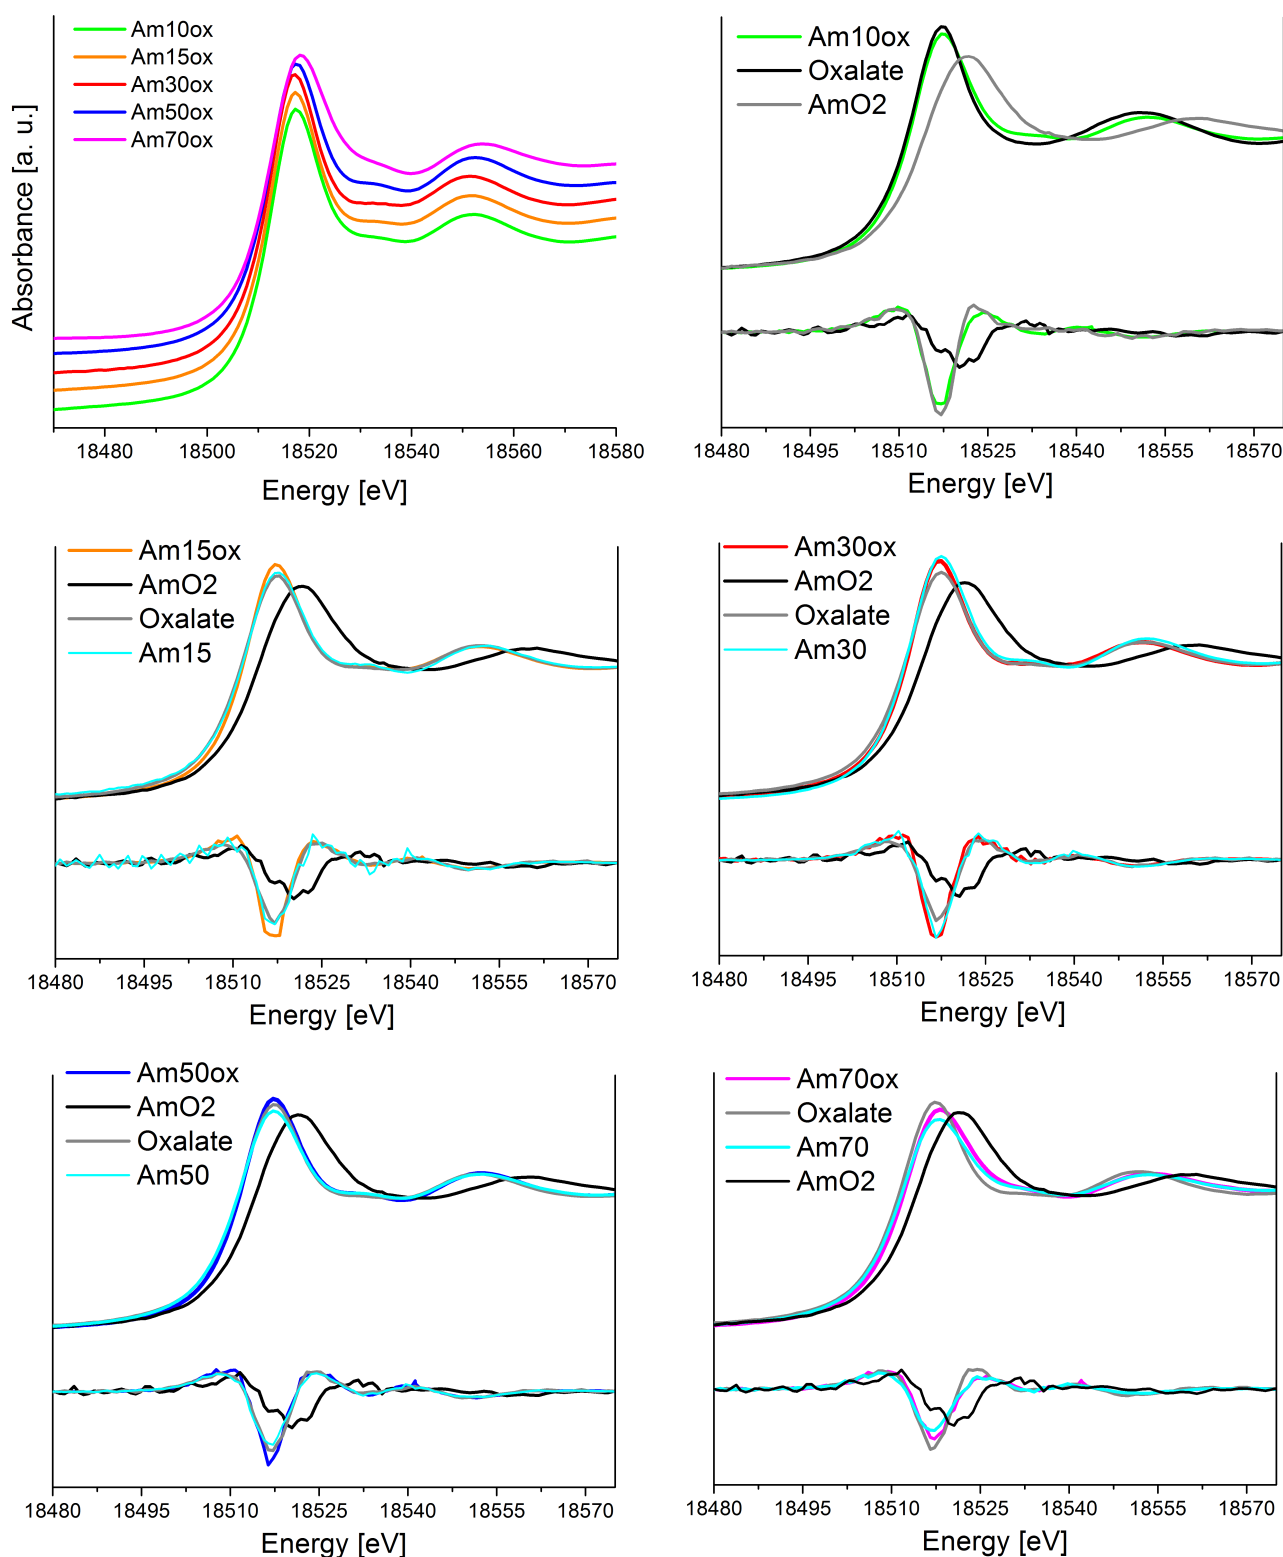 Am10ox
Am15ox
Am30ox
Am50ox
Am70ox
Absorbance [a. u.]
18480 18500 18520 18540 18560 18580
Energy [eV]
Am10ox
Oxalate
AmO2
18480 18495 18510 18525 18540 18555 18570
Energy [eV]
Am15ox
AmO2
Oxalate
Am15
18480 18495 18510 18525 18540 18555 18570
Energy [eV]
Am30ox
AmO2
Oxalate
Am30
18480 18495 18510 18525 18540 18555 18570
Energy [eV]
Am50ox
AmO2
Oxalate
Am50
18480 18495 18510 18525 18540 18555 18570
Energy [eV]
Am70ox
Oxalate
Am70
AmO2
18480 18495 18510 18525 18540 18555 18570
Energy [eV]